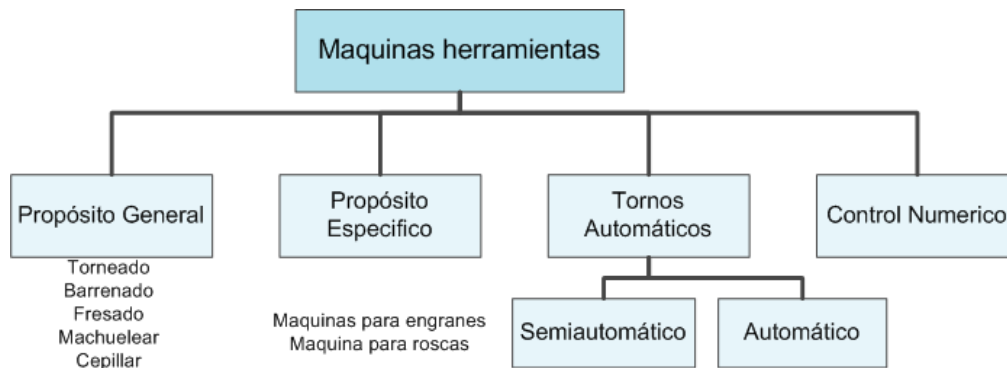 Maquinas herramientas
Propósito General
Torneado
Barrenado
Fresado
Machuelear
Cepillar
Propósito
Especifico
Maquinas para engranes
Maquina para roscas
Tornos
Automáticos
Semiautomático
Automático
Control Numerico